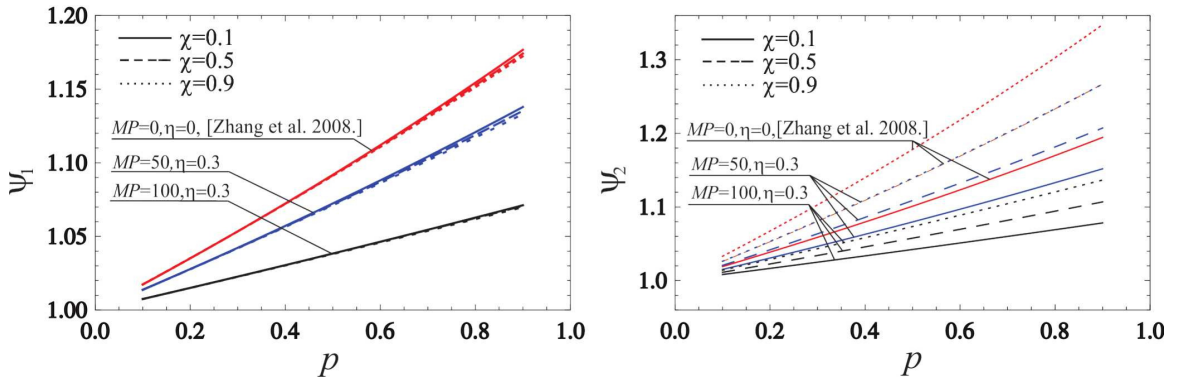 1.20
1.15
1.10
1.05
1.00
ψ1
χ=0.1
χ=0.5
χ=0.9
MP=0,η=0, [Zhang et al. 2008.]
MP=50,η=0.3
MP=100,η=0.3
0.0 0.2 0.4 0.6 0.8 1.0
p
1.3
1.2
1.1
1.0
ψ2
χ=0.1
χ=0.5
χ=0.9
MP=0,η=0,[Zhang et al. 2008.]
MP=50,η=0.3
MP=100,η=0.3
0.0 0.2 0.4 0.6 0.8 1.0
p